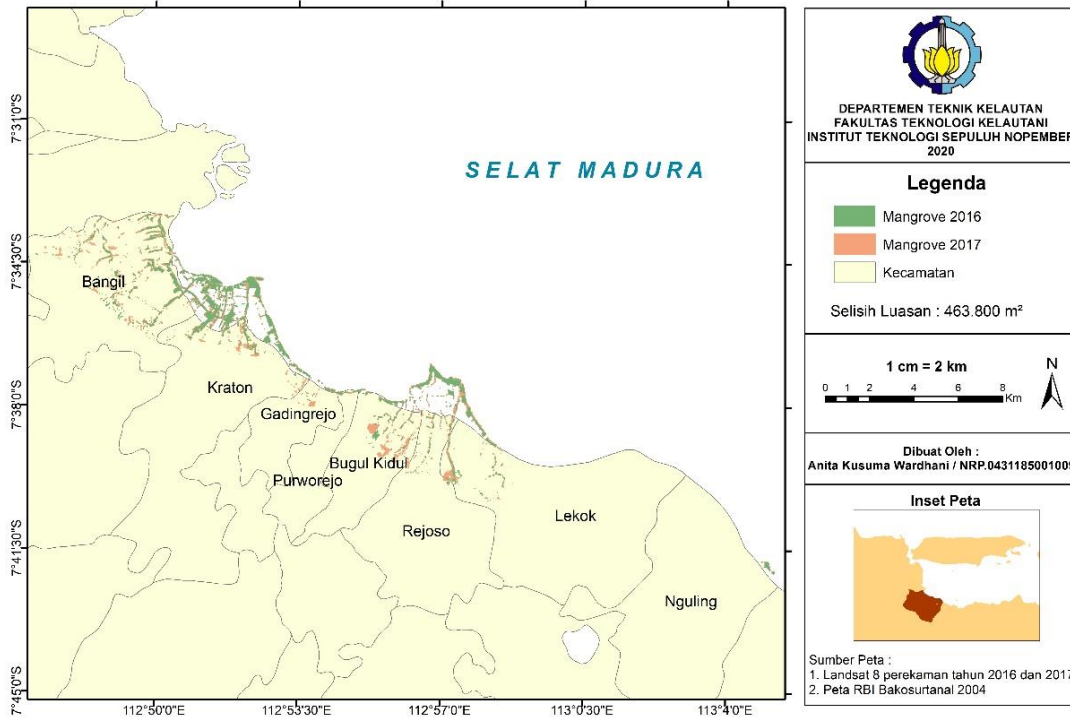 7°31'0"S
7°34'30"S
7°38'0"S
7°41'30"S
7°45'0"S
112°50'0"E
112°53'30"E
112°57'0"E
113°0'30"E
113°4'0"E
SELAT MADURA
Bangil
Kraton
Gadingrejo
Bugul Kidul
Purworejo
Rejoso
Lekok
Nguling
DEPARTEMEN TEKNIK KELAUTAN
FAKULTAS TEKNOLOGI KELAUTANI
INSTITUT TEKNOLOGI SEPULUH NOPEMBER
2020
Legenda
Mangrove 2016
Mangrove 2017
Kecamatan
Selisih Luasan : 463.800 m²
1 cm = 2 km
N
0 1 2 4 6 8
Km
Dibuat Oleh :
Anita Kusuma Wardhani / NRP.0431185001009
Inset Peta
Sumber Peta :
1. Landsat 8 perekaman tahun 2016 dan 2017
2. Peta RBI Bakosurtanal 2004